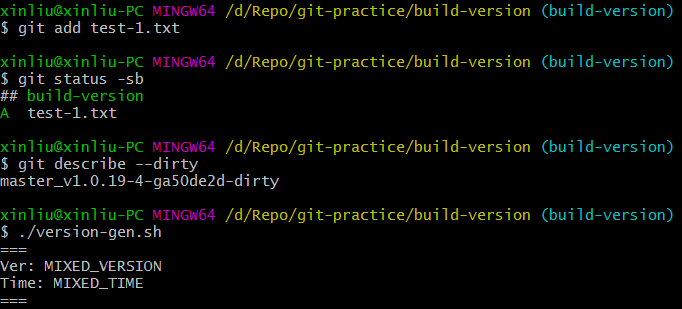 xinliu@xinliu-PC MINGW64 /d/Repo/git-practice/build-version (build-version)
$ git add test-1.txt
xinliu@xinliu-PC MINGW64 /d/Repo/git-practice/build-version (build-version)
$ git status -sb
## build-version
A  test-1.txt
xinliu@xinliu-PC MINGW64 /d/Repo/git-practice/build-version (build-version)
$ git describe --dirty
master_v1.0.19-4-ga50de2d-dirty
xinliu@xinliu-PC MINGW64 /d/Repo/git-practice/build-version (build-version)
$ ./version-gen.sh
===
Ver: MIXED_VERSION
Time: MIXED_TIME
===